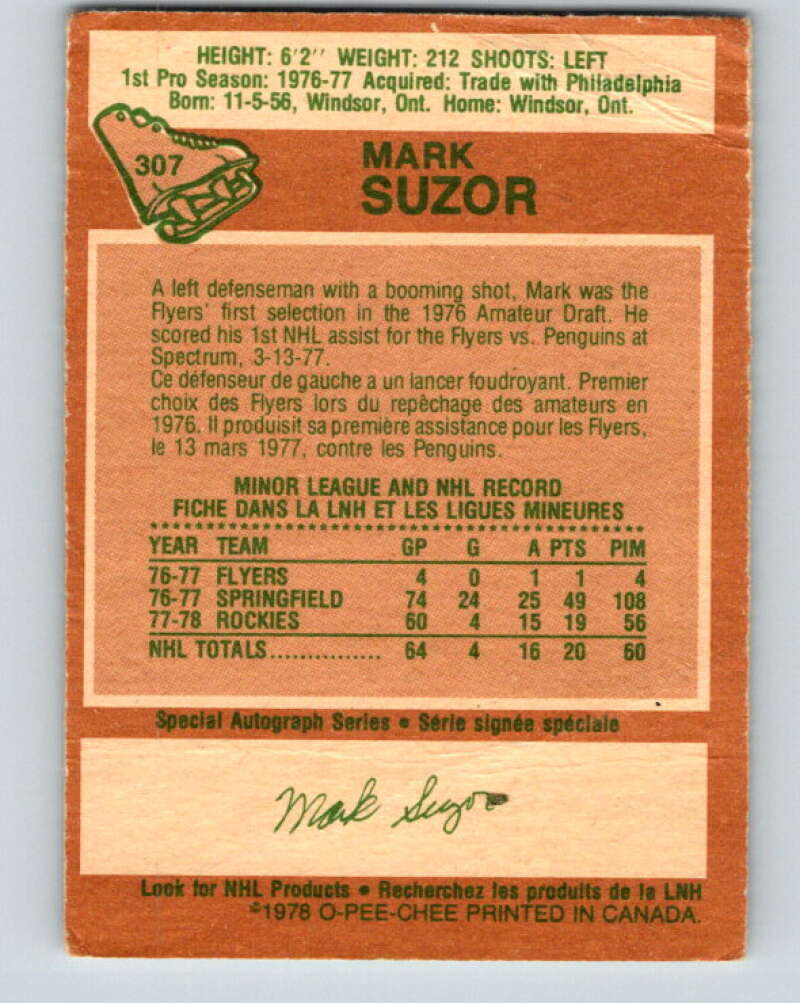 HEIGHT: 6'2'' WEIGHT: 212 SHOOTS: LEFT
1st Pro Season: 1976-77 Acquired: Trade with Philadelphia
Born: 11-5-56, Windsor, Ont. Home: Windsor, Ont.
307
MARK
SUZOR
A left defenseman with a booming shot, Mark was the
Flyers' first selection in the 1976 Amateur Draft. He
scored his 1st NHL assist for the Flyers vs. Penguins at
Spectrum, 3-13-77.
Ce défenseur de gauche a un lancer foudroyant. Premier
choix des Flyers lors du repêchage des amateurs en
1976. Il produisit sa première assistance pour les Flyers,
le 13 mars 1977, contre les Penguins.
MINOR LEAGUE AND NHL RECORD
FICHE DANS LA LNH ET LES LIGUES MINEURES
YEAR TEAM GP G A PTS PIM
76-77 FLYERS 4 0 1 1 4
76-77 SPRINGFIELD 74 24 25 49 108
77-78 ROCKIES 60 4 15 19 56
NHL TOTALS................ 64 4 16 20 60
Special Autograph Series • Série signée spéciale
Mark Suzor
Look for NHL Products • Recherchez les produits de la LNH
©1978 O-PEE-CHEE PRINTED IN CANADA.